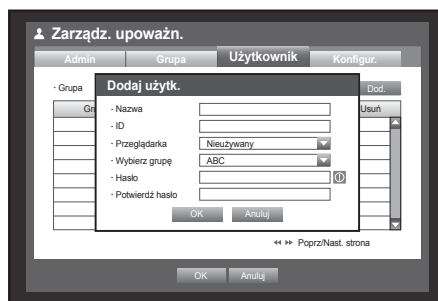 Zarządz. upoważn.
Admin Grupa Użytkownik Konfigur.
· Grupa Dod.
Dodaj użytk.
Usuń
· Nazwa
· ID
· Przeglądarka Nieużywany
· Wybierz grupę ABC
· Hasło
· Potwierdź hasło
OK Anuluj
Poprz/Nast. strona
OK Anuluj